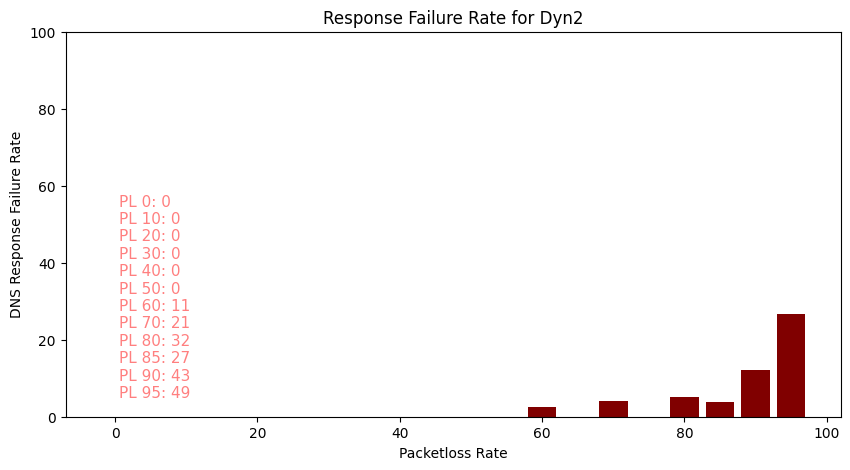 Response Failure Rate for Dyn2
100
80
60
40
20
0
DNS Response Failure Rate
PL 0: 0
PL 10: 0
PL 20: 0
PL 30: 0
PL 40: 0
PL 50: 0
PL 60: 11
PL 70: 21
PL 80: 32
PL 85: 27
PL 90: 43
PL 95: 49
0 20 40 60 80 100
Packetloss Rate